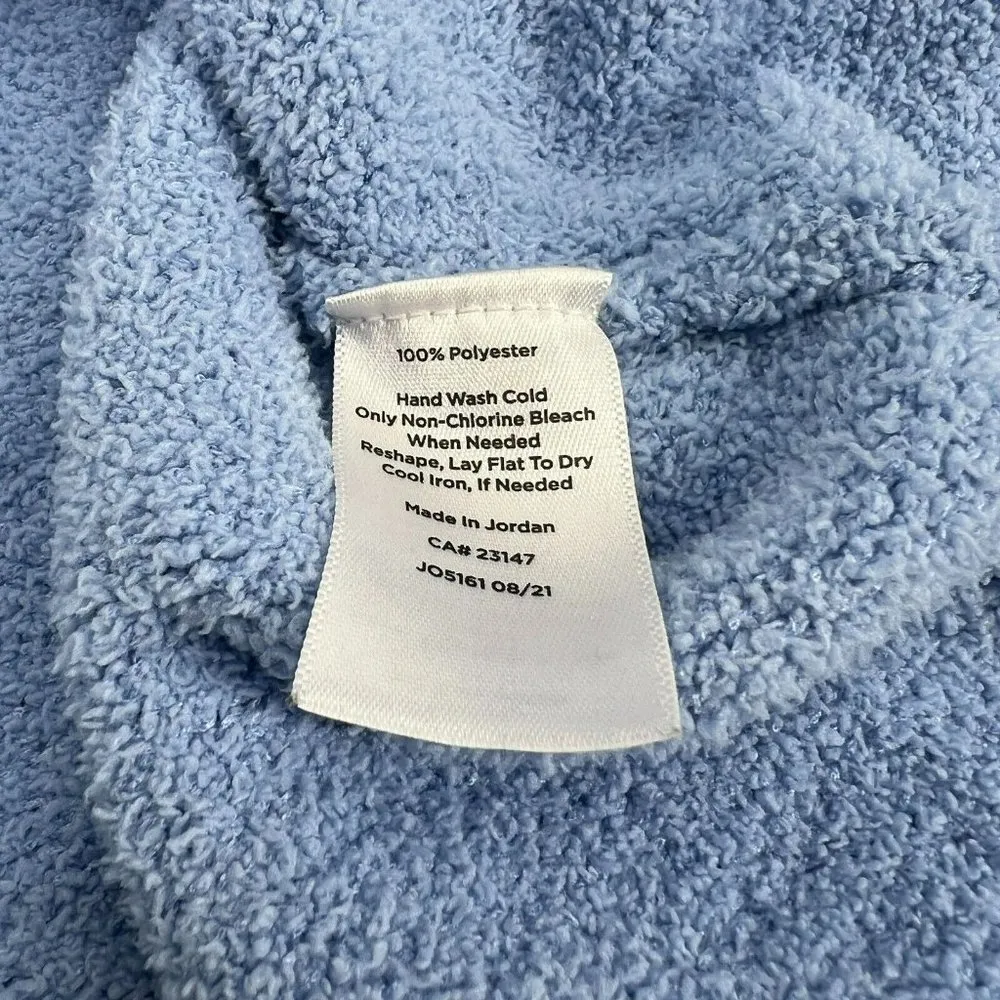 100% Polyester
Hand Wash Cold
Only Non-Chlorine Bleach
When Needed
Reshape, Lay Flat To Dry
Cool Iron, If Needed
Made In Jordan
CA# 23147
JO5161 08/21